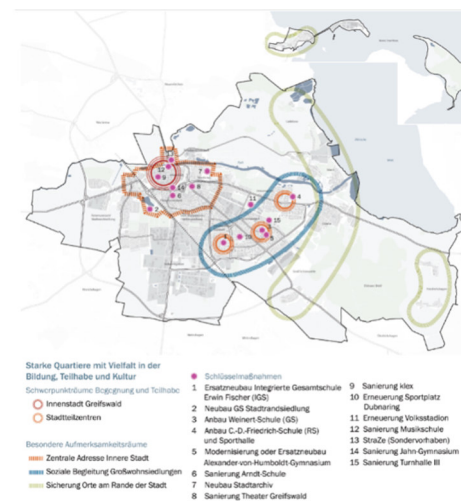 Starke Quartiere mit Vielfalt in der
Bildung, Teilhabe und Kultur
Schwerpunkträume Begegnung und Teilhabe
Innenstadt Greifswald
Stadtteilzentren
Besondere Aufmerksamkeitsräume
Zentrale Adresse Innere Stadt
Soziale Begleitung Großwohnsiedlungen
Sicherung Orte am Rande der Stadt
Schlüsselmaßnahmen
1 Ersatzneubau Integrierte Gesamtschule
Erwin Fischer (IGS)
2 Neubau GS Stadtrandsiedlung
3 Anbau Weinert-Schule (GS)
4 Anbau C.-D.-Friedrich-Schule (RS)
und Sporthalle
5 Modernisierung oder Ersatzneubau
Alexander-von-Humboldt-Gymnasium
6 Sanierung Arndt-Schule
7 Neubau Stadtarchiv
8 Sanierung Theater Greifswald
9 Sanierung klex
10 Erneuerung Sportplatz
Dubnaring
11 Erneuerung Volksstadion
12 Sanierung Musikschule
13 StraZe (Sondervorhaben)
14 Sanierung Jahn-Gymnasium
15 Sanierung Turnhalle III